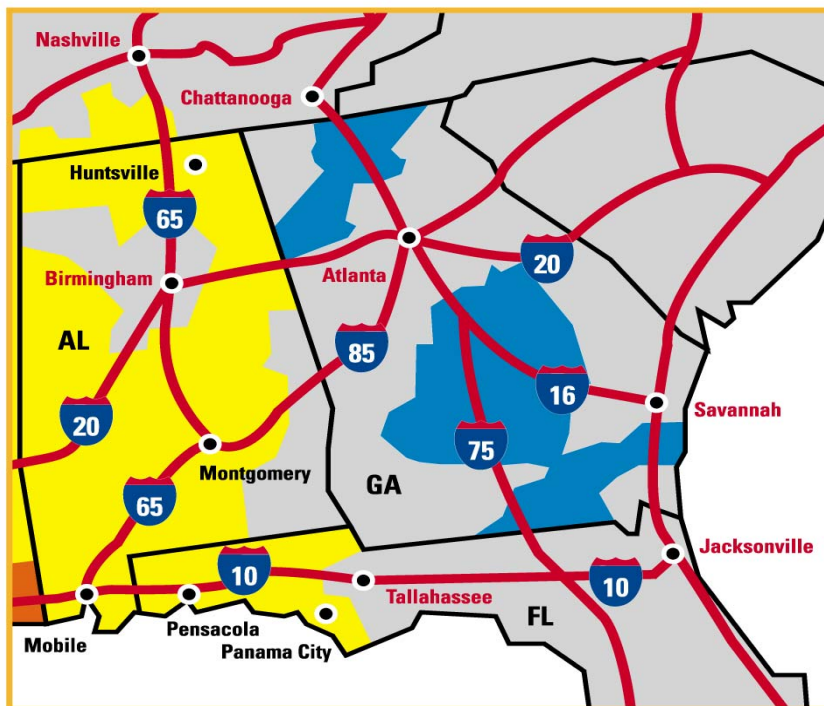 Nashville
Chattanooga
Huntsville
65
Birmingham
Atlanta
20
AL
85
16
20
Savannah
75
Montgomery
GA
65
Jacksonville
10
10
Tallahassee
FL
Mobile
Pensacola
Panama City